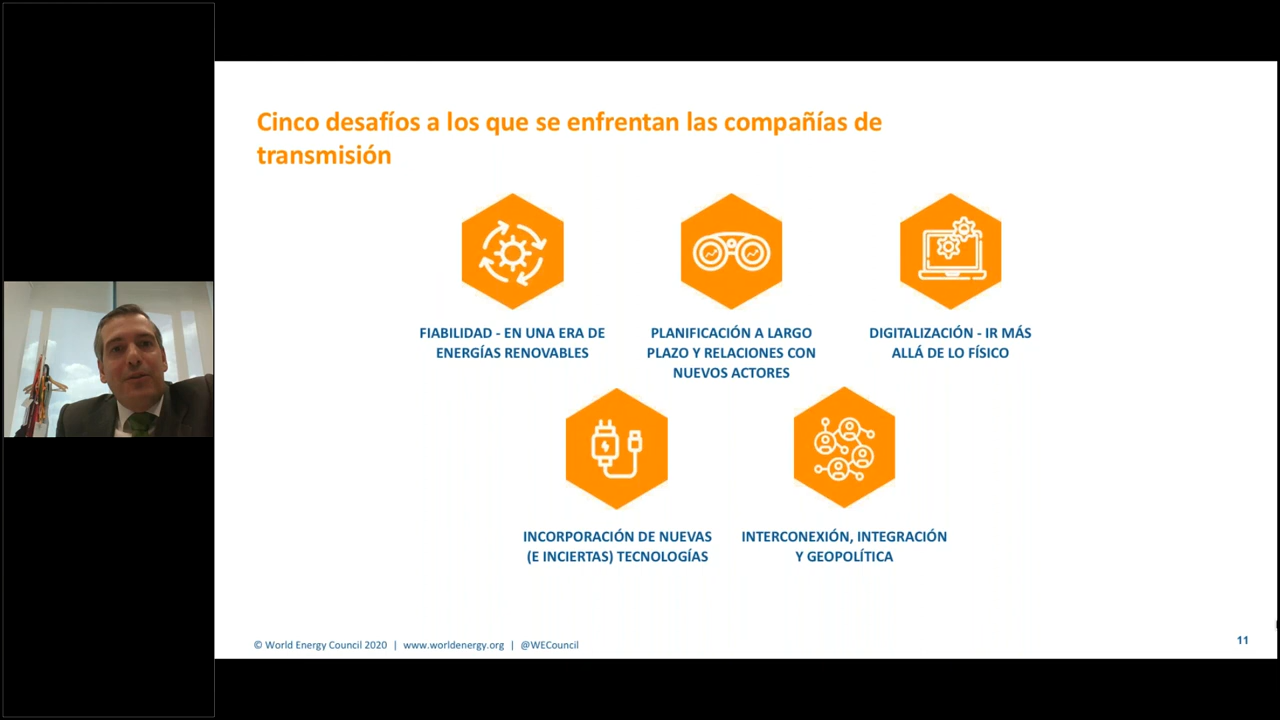 Cinco desafíos a los que se enfrentan las compañías de
transmisión
FIABILIDAD - EN UNA ERA DE
ENERGÍAS RENOVABLES
PLANIFICACIÓN A LARGO
PLAZO Y RELACIONES CON
NUEVOS ACTORES
DIGITALIZACIÓN - IR MÁS
ALLÁ DE LO FÍSICO
INCORPORACIÓN DE NUEVAS
(E INCIERTAS) TECNOLOGÍAS
INTERCONEXIÓN, INTEGRACIÓN
Y GEOPOLÍTICA
© World Energy Council 2020 | www.worldenergy.org | @WECouncil
11